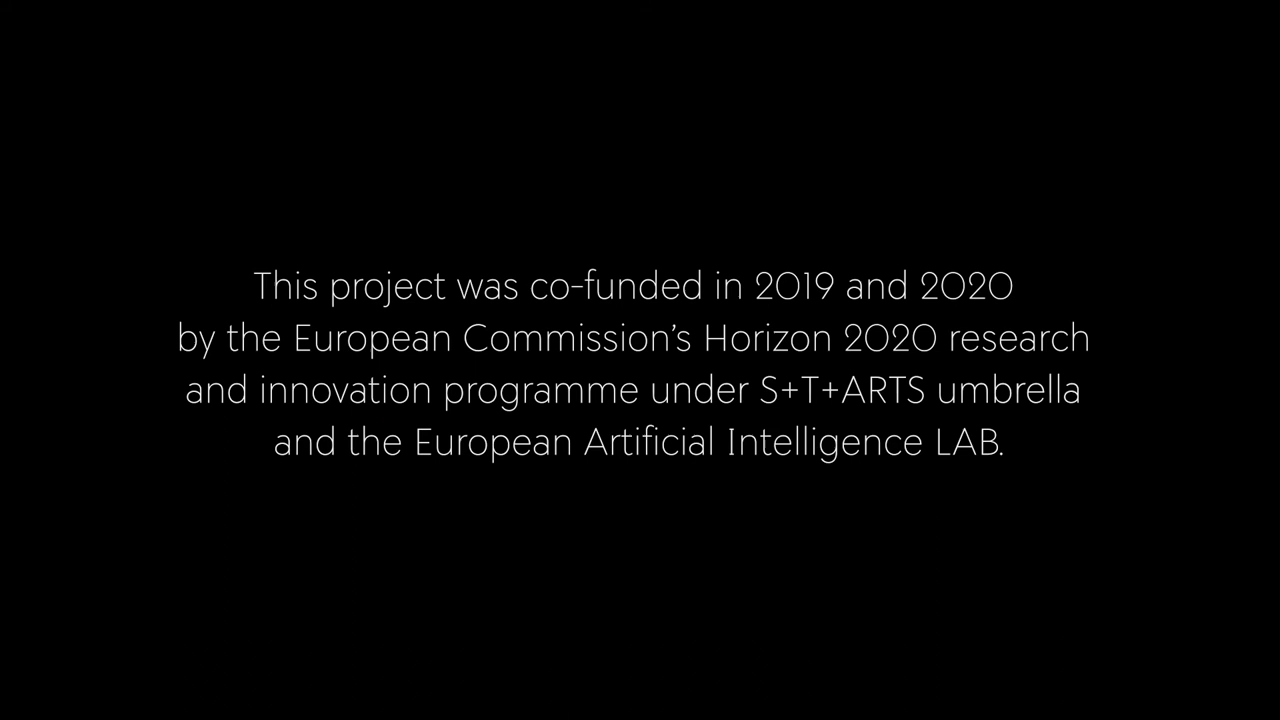 This project was co-funded in 2019 and 2020
by the European Commission’s Horizon 2020 research
and innovation programme under S+T+ARTS umbrella
and the European Artificial Intelligence LAB.